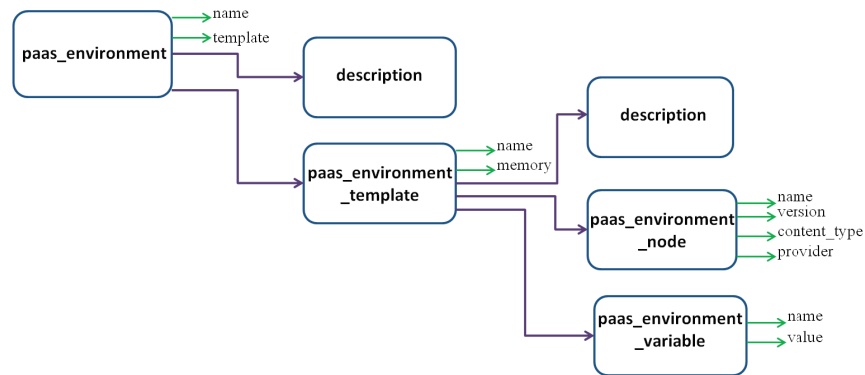 name
template
paas_environment
description
paas_environment
_template
name
memory
description
paas_environment
_node
name
version
content_type
provider
paas_environment
_variable
name
value